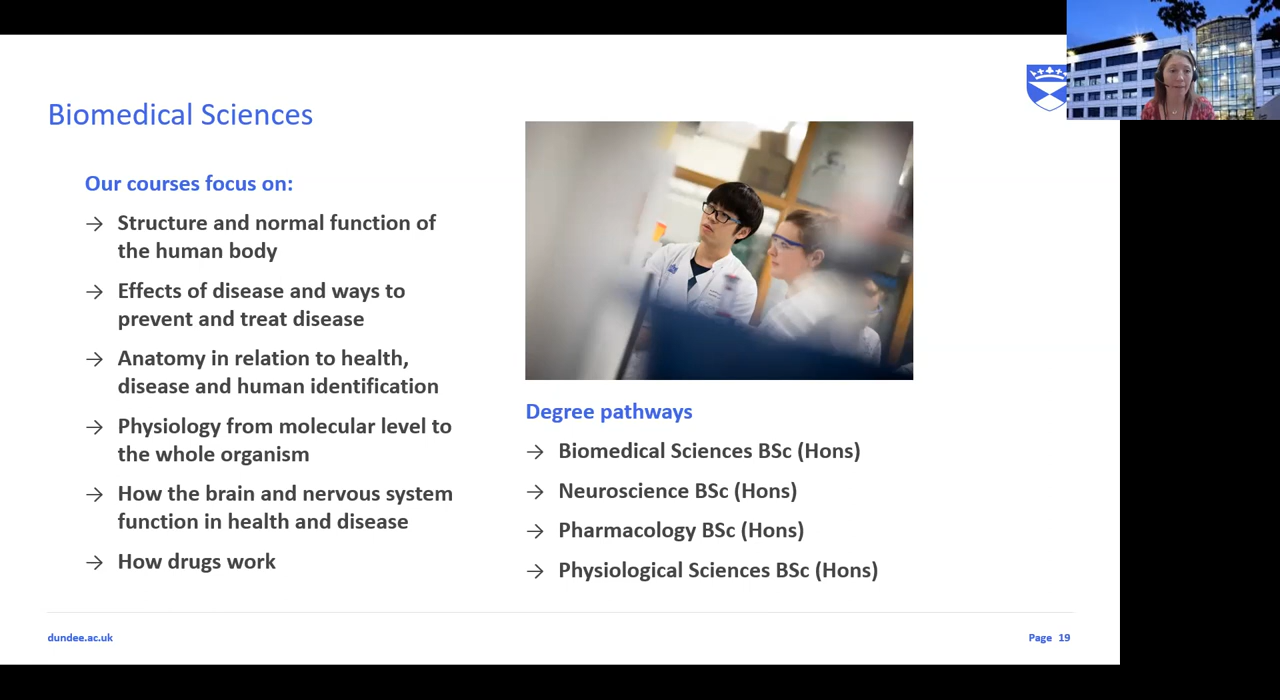 Biomedical Sciences
Our courses focus on:
→ Structure and normal function of
the human body
→ Effects of disease and ways to
prevent and treat disease
→ Anatomy in relation to health,
disease and human identification
→ Physiology from molecular level to
the whole organism
→ How the brain and nervous system
function in health and disease
→ How drugs work
Degree pathways
→ Biomedical Sciences BSc (Hons)
→ Neuroscience BSc (Hons)
→ Pharmacology BSc (Hons)
→ Physiological Sciences BSc (Hons)
dundee.ac.uk
Page 19